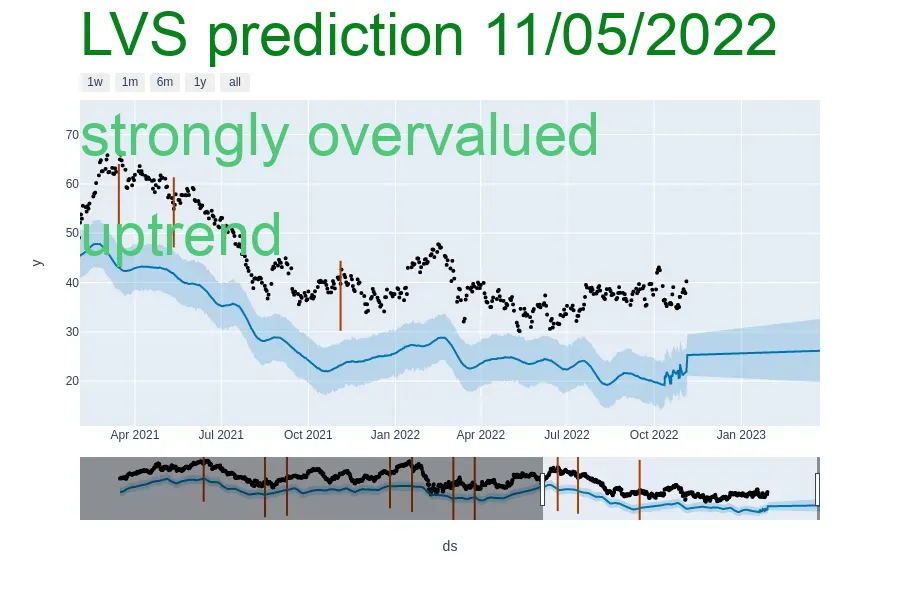 LVS prediction 11/05/2022
1w 1m 6m 1y all
strongly overvalued
uptrend
70
60
50
40
30
20
y
Apr 2021 Jul 2021 Oct 2021 Jan 2022 Apr 2022 Jul 2022 Oct 2022 Jan 2023
ds